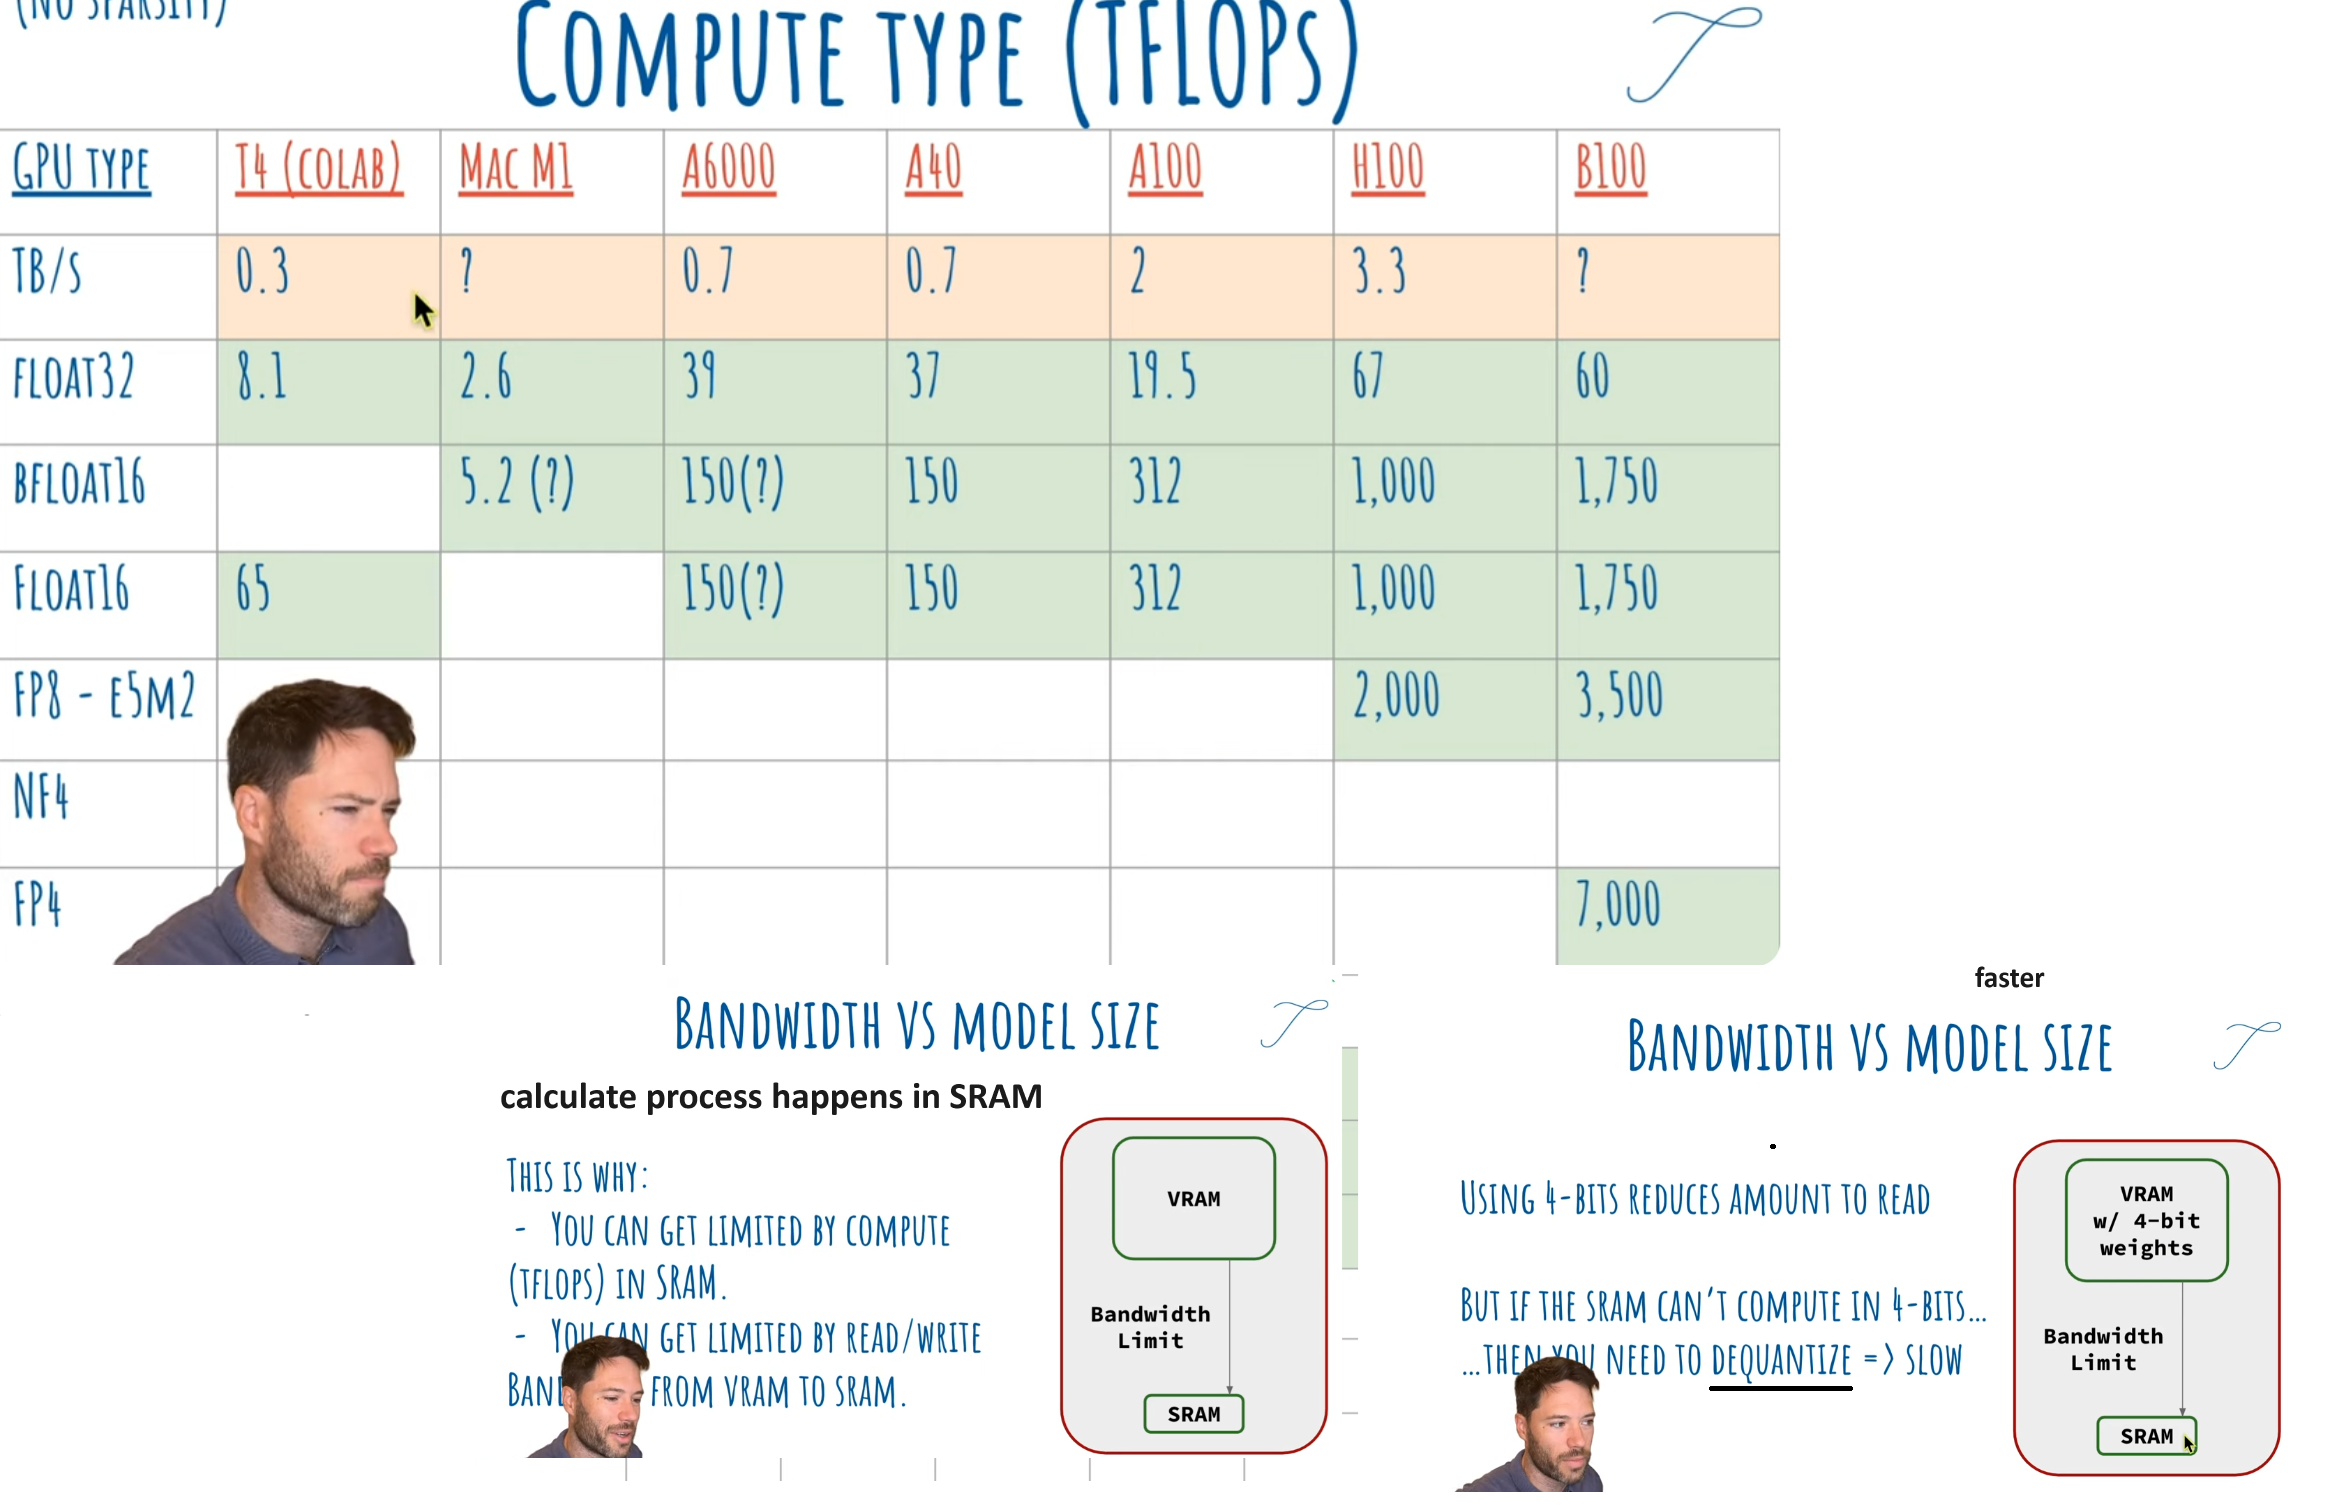 (NO SPARSITY)
COMPUTE TYPE (TFLOPS)
GPU TYPE T4 (COLAB) MAC M1 A6000 A40 A100 H100 B100
TB/S 0.3 ? 0.7 0.7 2 3.3 ?
FLOAT32 8.1 2.6 39 37 19.5 67 60
BFLOAT16 5.2 (?) 150(?) 150 312 1,000 1,750
FLOAT16 65 150(?) 150 312 1,000 1,750
FP8 - E5M2 2,000 3,500
NF4
FP4 7,000
BANDWIDTH VS MODEL SIZE
calculate process happens in SRAM
THIS IS WHY:
- YOU CAN GET LIMITED BY COMPUTE
(TFLOPS) IN SRAM.
- YOU CAN GET LIMITED BY READ/WRITE
FROM VRAM TO SRAM.
VRAM
Bandwidth
Limit
SRAM
faster
BANDWIDTH VS MODEL SIZE
USING 4-BITS REDUCES AMOUNT TO READ
BUT IF THE SRAM CAN'T COMPUTE IN 4-BITS...
...THEN YOU NEED TO DEQUANTIZE => SLOW
VRAM
w/ 4-bit
weights
Bandwidth
Limit
SRAM